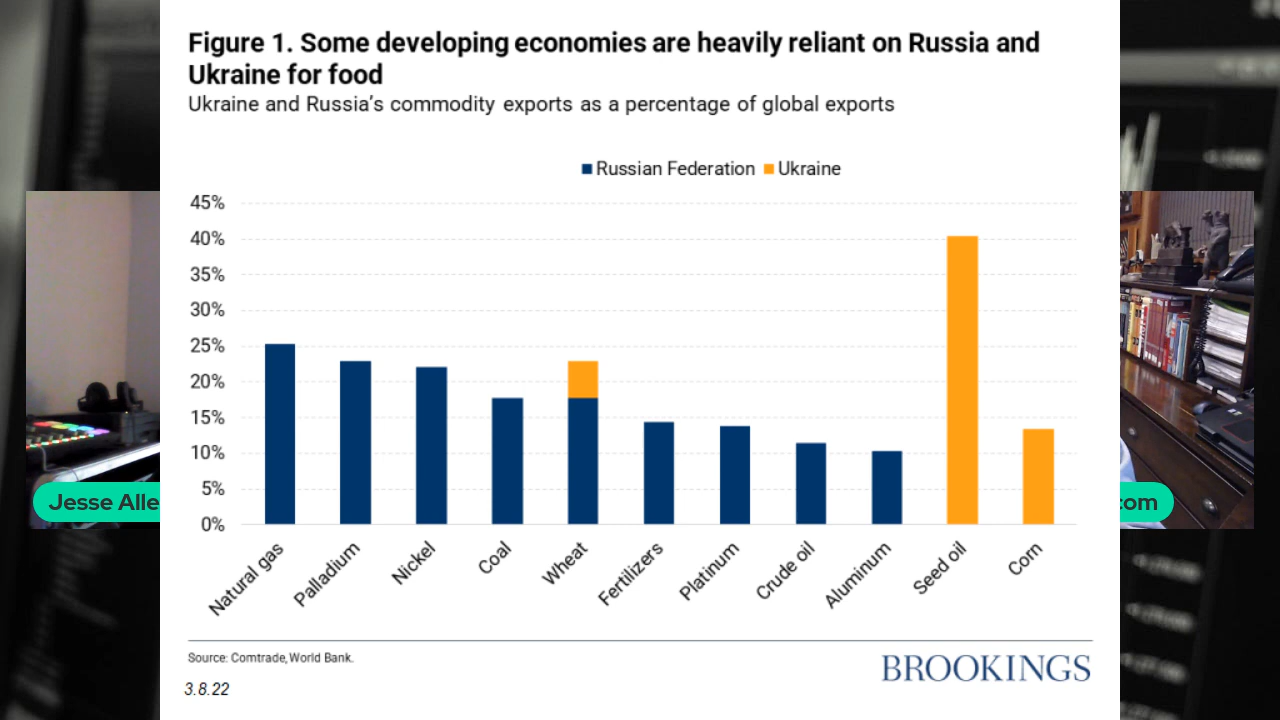 Figure 1. Some developing economies are heavily reliant on Russia and
Ukraine for food
Ukraine and Russia's commodity exports as a percentage of global exports
Russian Federation Ukraine
45%
40%
35%
30%
25%
20%
15%
10%
5%
0%
Natural gas
Palladium
Nickel
Coal
Wheat
Fertilizers
Platinum
Crude oil
Aluminum
Seed oil
Corn
Source: Comtrade, World Bank.
BROOKINGS
3.8.22
Jesse Alle
com